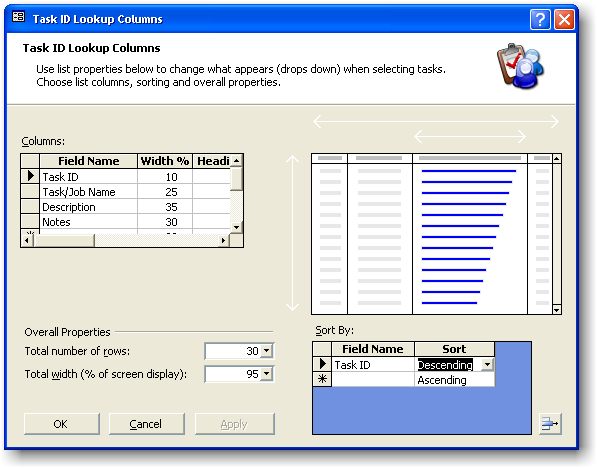 Task ID Lookup Columns
Task ID Lookup Columns
Use list properties below to change what appears (drops down) when selecting tasks.
Choose list columns, sorting and overall properties.
Columns:
Field Name Width % Headi
Task ID 10
Task/Job Name 25
Description 35
Notes 30
Overall Properties
Total number of rows: 30
Total width (% of screen display): 95
Sort By:
Field Name Sort
Task ID Descending
Ascending
OK Cancel Apply